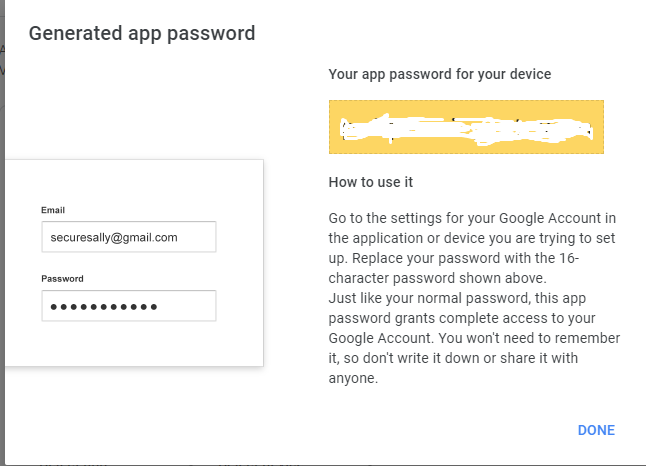 Generated app password
Your app password for your device
How to use it
Email
securesally@gmail.com
Password
Go to the settings for your Google Account in
the application or device you are trying to set
up. Replace your password with the 16-
character password shown above.
Just like your normal password, this app
password grants complete access to your
Google Account. You won't need to remember
it, so don't write it down or share it with
anyone.
DONE